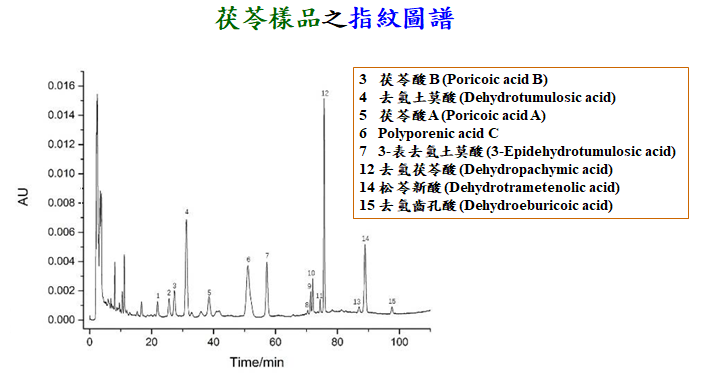 茯苓樣品之指紋圖譜
3 茯苓酸B (Poricoic acid B)
4 去氫土莫酸 (Dehydrotumulosic acid)
5 茯苓酸A (Poricoic acid A)
6 Polyporenic acid C
7 3-表去氫土莫酸 (3-Epidehydrotumulosic acid)
12 去氫茯苓酸 (Dehydropachymic acid)
14 松苓新酸 (Dehydrotrametenolic acid)
15 去氫齒孔酸 (Dehydroeburicoic acid)
AU
0.016
0.014
0.012
0.010
0.008
0.006
0.004
0.002
0.000
1
2
3
4
5
6
7
8
9
10
11
12
13
14
15
0 20 40 60 80 100
Time/min